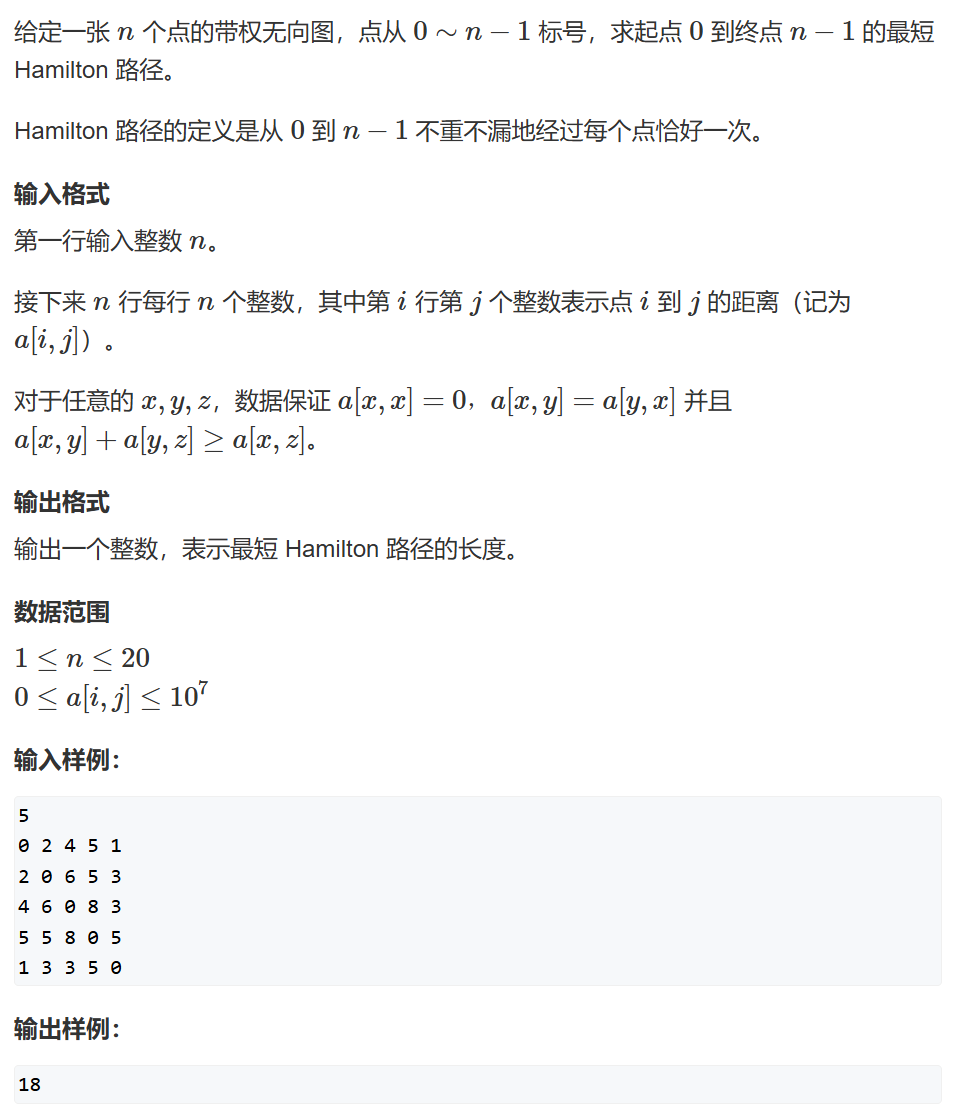 给定一张 n 个点的带权无向图，点从 0 ∼ n − 1 标号，求起点 0 到终点 n − 1 的最短
Hamilton 路径。
Hamilton 路径的定义是从 0 到 n − 1 不重不漏地经过每个点恰好一次。
输入格式
第一行输入整数 n。
接下来 n 行每行 n 个整数，其中第 i 行第 j 个整数表示点 i 到 j 的距离（记为
a[i, j]）。
对于任意的 x, y, z，数据保证 a[x, x] = 0，a[x, y] = a[y, x] 并且
a[x, y] + a[y, z] ≥ a[x, z]。
输出格式
输出一个整数，表示最短 Hamilton 路径的长度。
数据范围
1 ≤ n ≤ 20
0 ≤ a[i, j] ≤ 10⁷
输入样例：
5
0 2 4 5 1
2 0 6 5 3
4 6 0 8 3
5 5 8 0 5
1 3 3 5 0
输出样例：
18